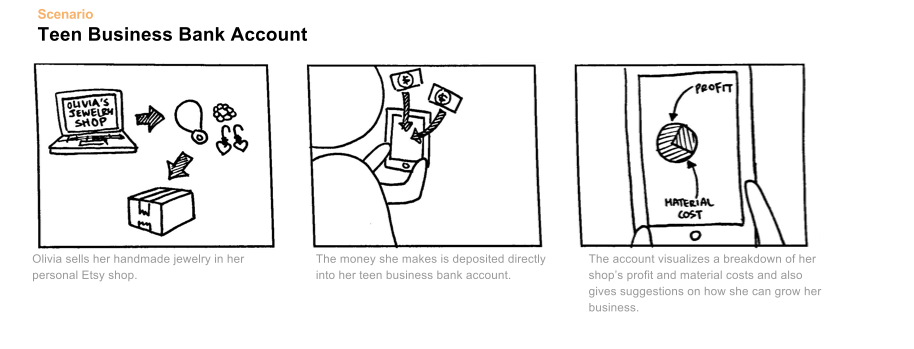 Scenario
Teen Business Bank Account
OLIVIA'S
JEWELRY
SHOP
PROFIT
MATERIAL
COST
Olivia sells her handmade jewelry in her
personal Etsy shop.
The money she makes is deposited directly
into her teen business bank account.
The account visualizes a breakdown of her
shop's profit and material costs and also
gives suggestions on how she can grow her
business.